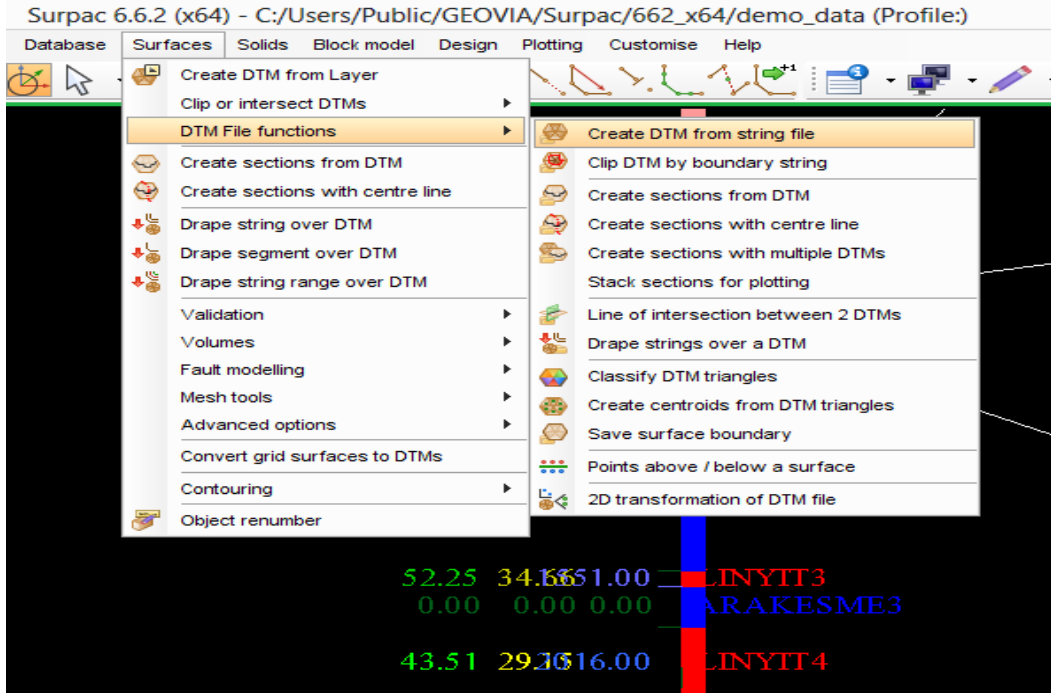 Surpac 6.6.2 (x64) - C:/Users/Public/GEOVIA/Surpac/662_x64/demo_data (Profile:)
Database Surfaces Solids Block model Design Plotting Customise Help
+1
Create DTM from Layer
Clip or intersect DTMs
DTM File functions
Create sections from DTM
Create sections with centre line
Drape string over DTM
Drape segment over DTM
Drape string range over DTM
Validation
Volumes
Fault modelling
Mesh tools
Advanced options
Convert grid surfaces to DTMs
Contouring
Object renumber
Create DTM from string file
Clip DTM by boundary string
Create sections from DTM
Create sections with centre line
Create sections with multiple DTMs
Stack sections for plotting
Line of intersection between 2 DTMs
Drape strings over a DTM
Classify DTM triangles
Create centroids from DTM triangles
Save surface boundary
Points above / below a surface
2D transformation of DTM file
52.25 LINYIT3
0.00 0.00 0.00 ARAKESME3
43.51 LINYIT4